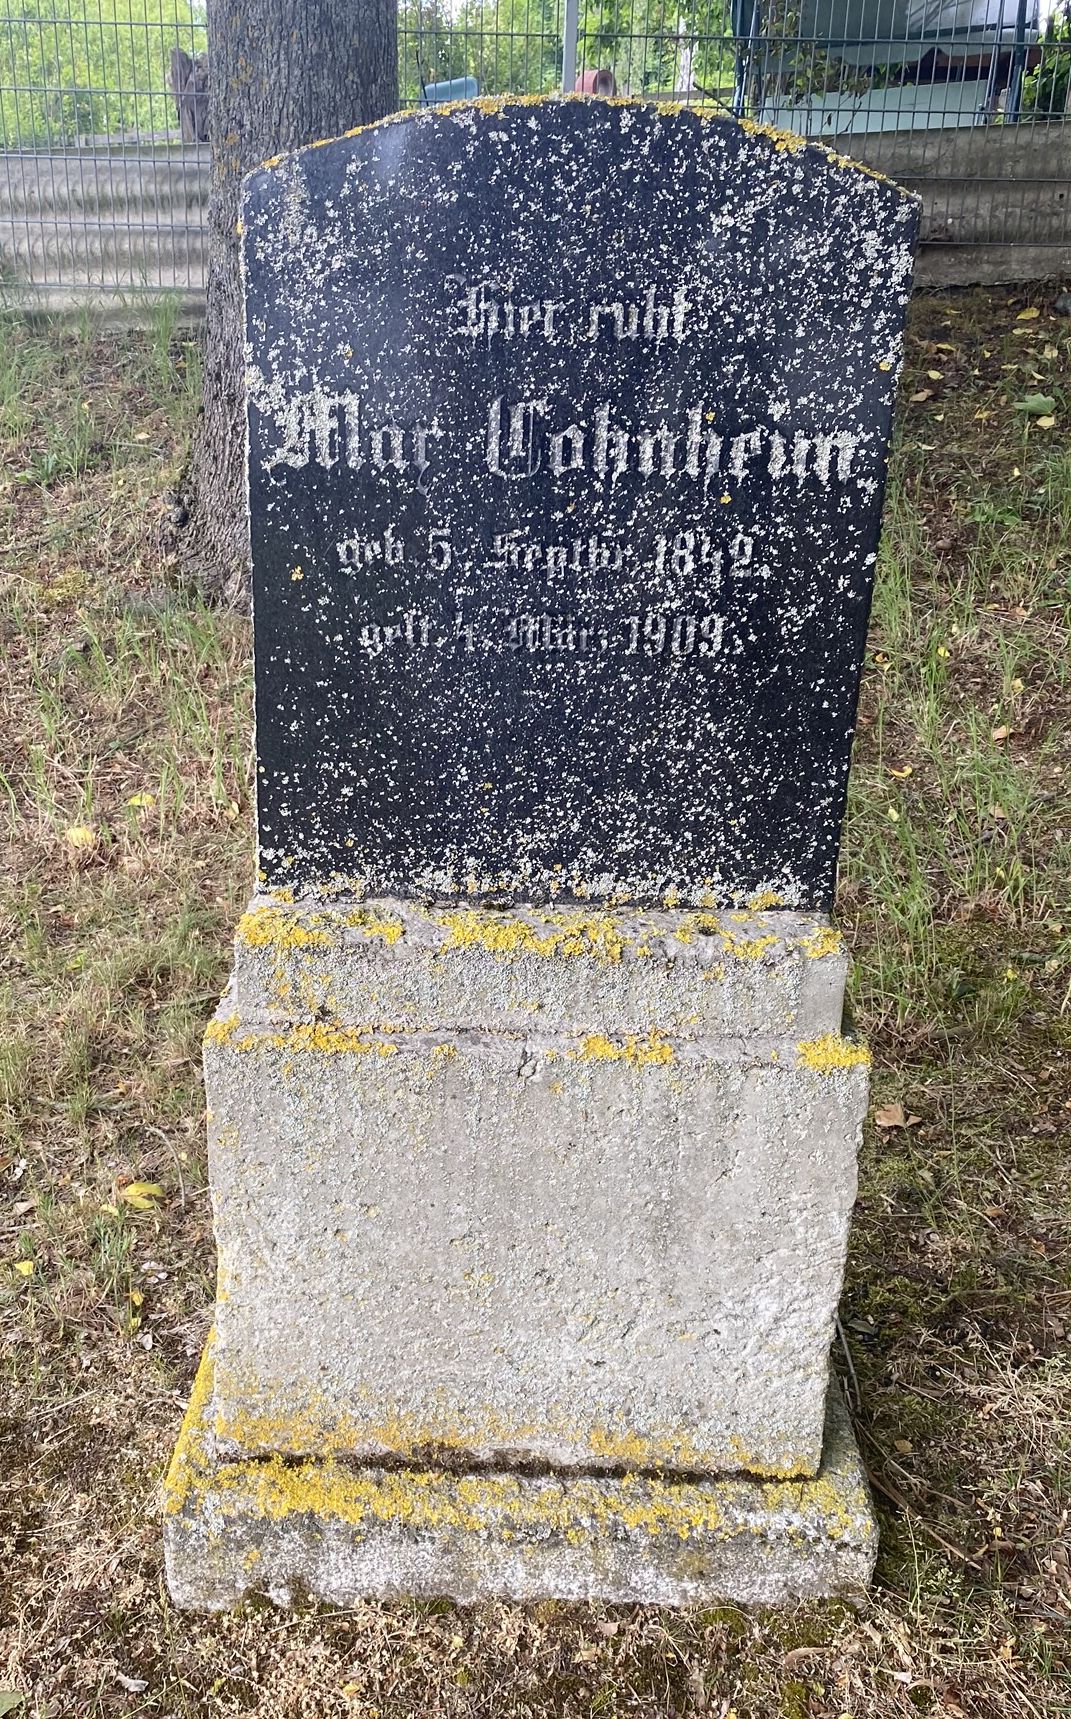 Hier ruht
Max Cohnheim
geb. 5. Septbr. 1842.
gest. 4. März 1909.